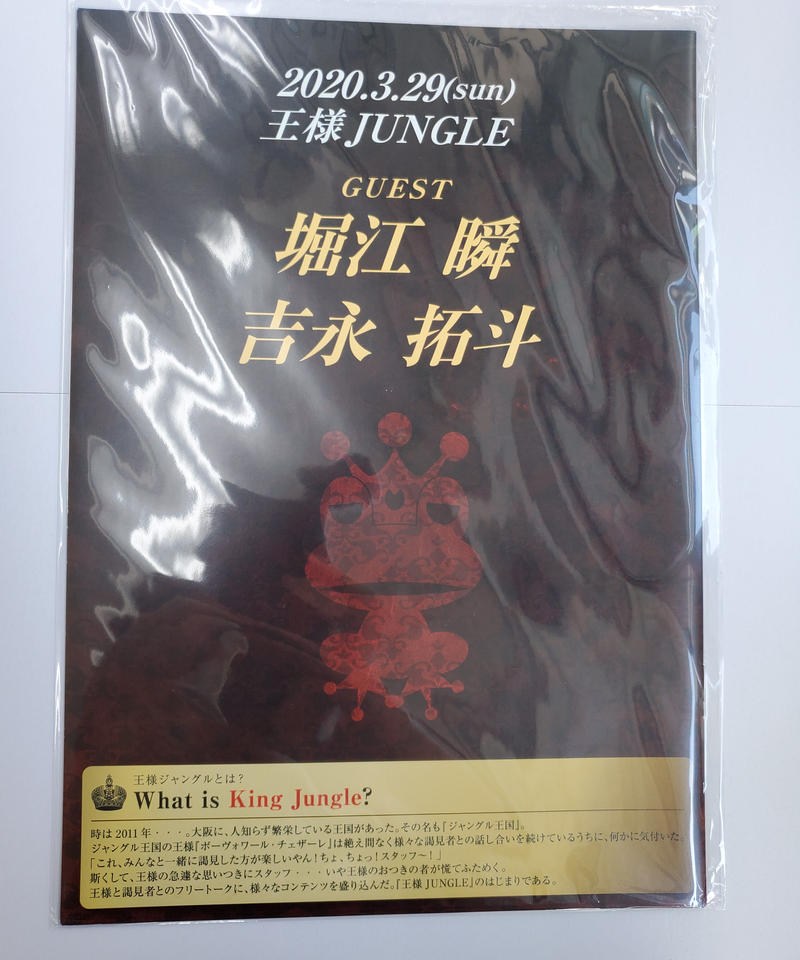 2020.3.29(sun)
王様JUNGLE
GUEST
堀江 瞬
吉永 拓斗
王様ジャングルとは?
What is King Jungle?
時は2011年・・・。大阪に、人知らず繁栄している王国があった。その名も『ジャングル王国』。
ジャングル王国の王様『ボーヴォワール・チェザーレ』は絶え間なく様々な謁見者との話し合いを続けているうちに、何かに気付いた。
「これ、みんなと一緒に謁見した方が楽しいやん!ちょ、ちょっ!スタッフ〜!」
斯くして、王様の急遽な思いつきにスタッフ・・・いや王様のおつきの者が慌てふためく。
王様と謁見者とのフリートークに、様々なコンテンツを盛り込んだ。『王様JUNGLE』のはじまりである。